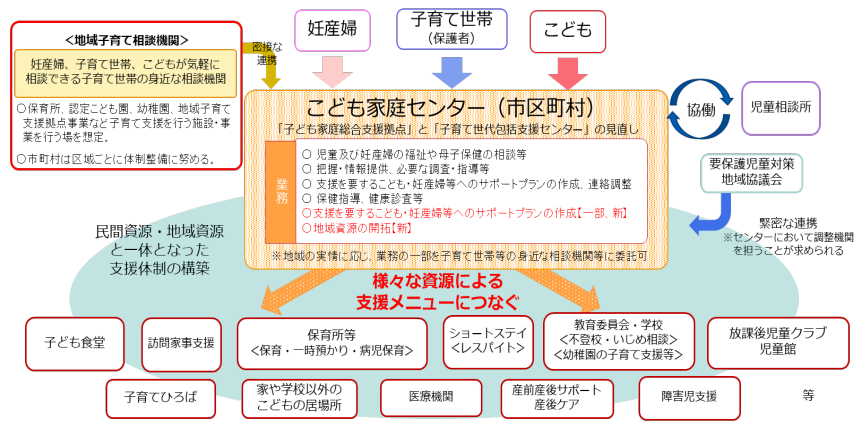 <地域子育て相談機関>
妊産婦、子育て世帯、こどもが気軽に
相談できる子育て世帯の身近な相談機関
○保育所、認定こども園、幼稚園、地域子育て
支援拠点事業など子育て支援を行う施設・事
業を行う場を想定。
○市町村は区域ごとに体制整備に努める。
密接な
連携
妊産婦
子育て世帯
（保護者）
こども
こども家庭センター（市区町村）
「子ども家庭総合支援拠点」と「子育て世代包括支援センター」の見直し
業務
○ 児童及び妊産婦の福祉や母子保健の相談等
○ 把握・情報提供、必要な調査・指導等
○ 支援を要するこども・妊産婦等へのサポートプランの作成、連絡調整
○ 保健指導、健康診査等
○支援を要するこども・妊産婦等へのサポートプランの作成【一部、新】
○地域資源の開拓【新】
※地域の実情に応じ、業務の一部を子育て世帯等の身近な相談機関等に委託可
協働
児童相談所
要保護児童対策
地域協議会
緊密な連携
※センターにおいて調整機関
を担うことが求められる
民間資源・地域資源
と一体となった
支援体制の構築
様々な資源による
支援メニューにつなぐ
子ども食堂
訪問家事支援
保育所等
<保育・一時預かり・病児保育>
ショートステイ
<レスパイト>
教育委員会・学校
<不登校・いじめ相談>
<幼稚園の子育て支援等>
放課後児童クラブ
児童館
子育てひろば
家や学校以外の
こどもの居場所
医療機関
産前産後サポート
産後ケア
障害児支援
等